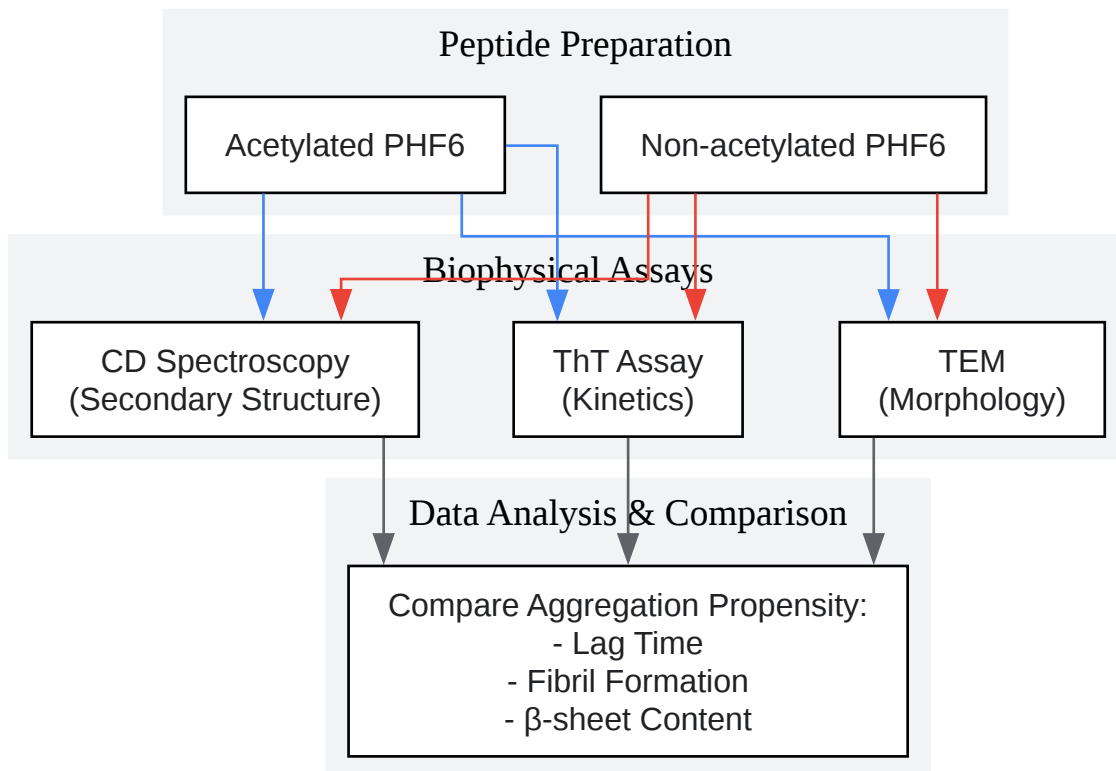 Peptide Preparation
Acetylated PHF6
Non-acetylated PHF6
Biophysical Assays
CD Spectroscopy
(Secondary Structure)
ThT Assay
(Kinetics)
TEM
(Morphology)
Data Analysis & Comparison
Compare Aggregation Propensity:
- Lag Time
- Fibril Formation
- β-sheet Content